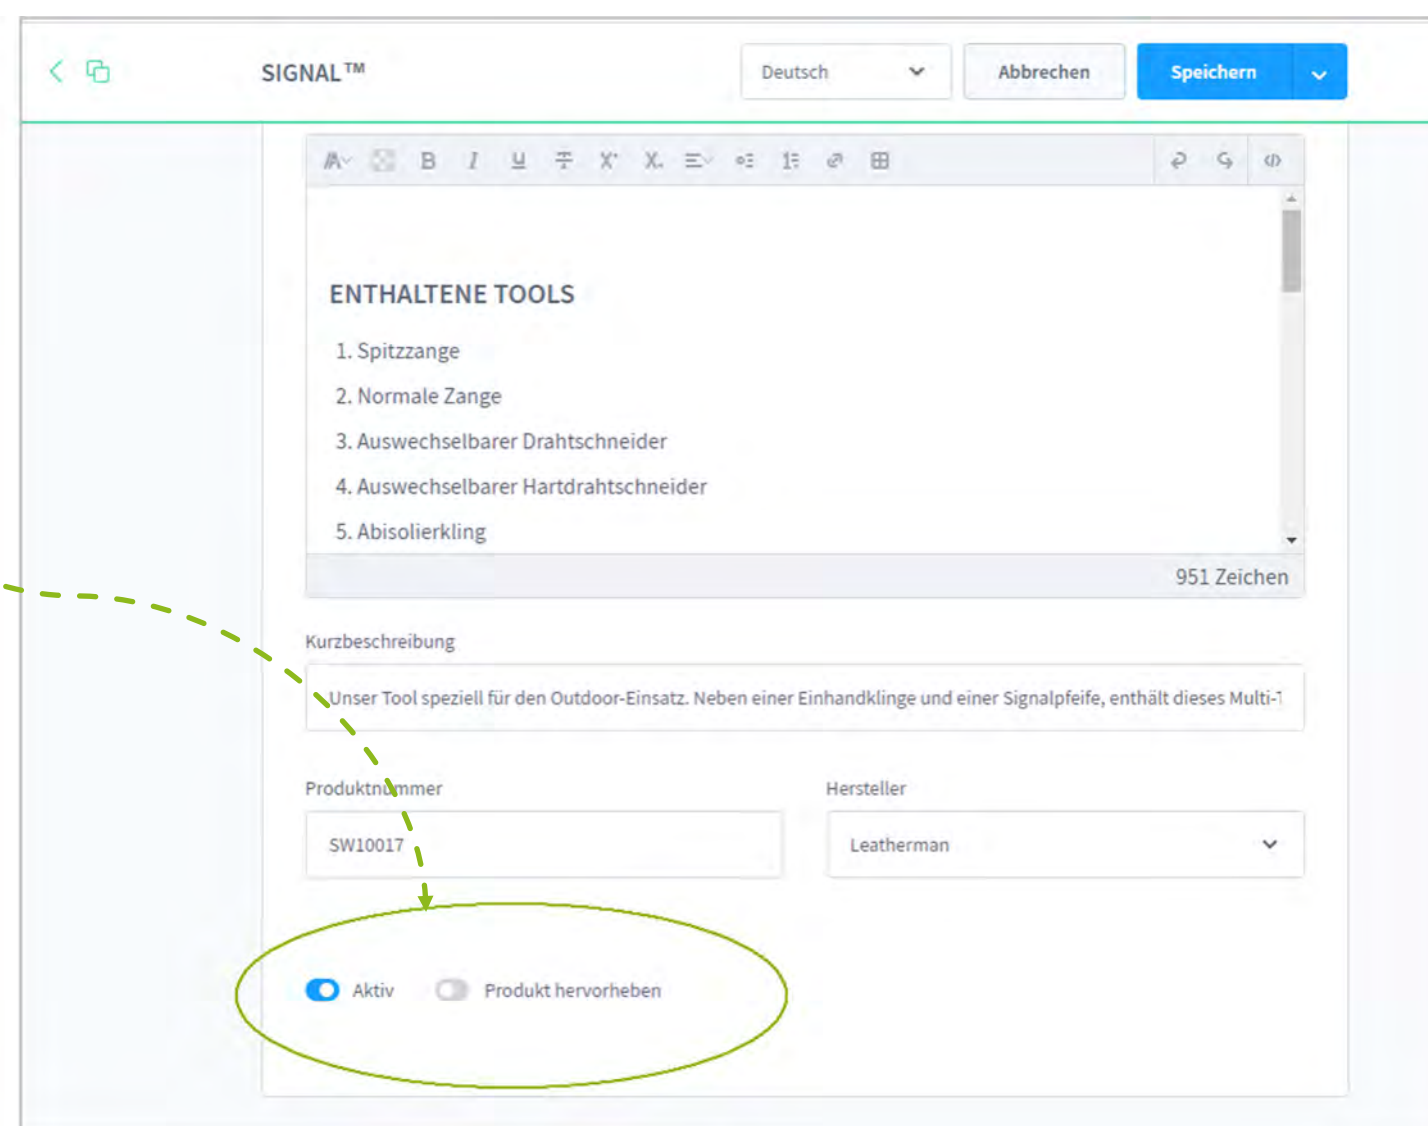 SIGNAL™
Deutsch
Abbrechen
Speichern
ENTHALTENE TOOLS
1. Spitzzange
2. Normale Zange
3. Auswechselbarer Drahtschneider
4. Auswechselbarer Hartdrahtschneider
5. Abisolierkling
951 Zeichen
Kurzbeschreibung
Unser Tool speziell für den Outdoor-Einsatz. Neben einer Einhandklinge und einer Signalpfeife, enthält dieses Multi-T
Produktnummer
Hersteller
SW10017
Leatherman
Aktiv
Produkt hervorheben